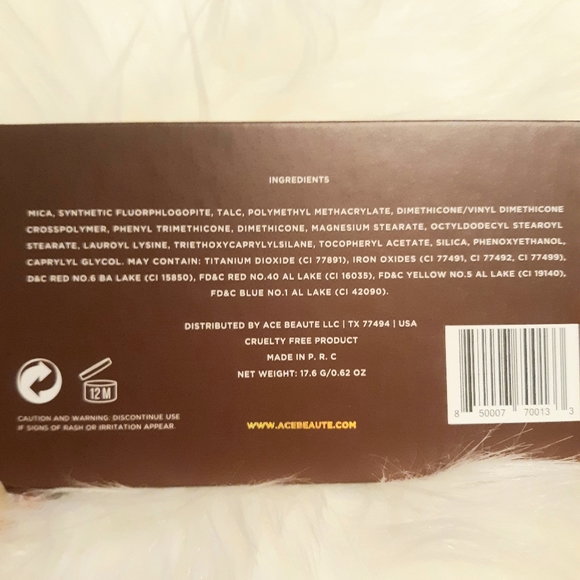 INGREDIENTS
MICA, SYNTHETIC FLUORPHLOGOPITE, TALC, POLYMETHYL METHACRYLATE, DIMETHICONE/VINYL DIMETHICONE
CROSSPOLYMER, PHENYL TRIMETHICONE, DIMETHICONE, MAGNESIUM STEARATE, OCTYLDODECYL STEAROYL
STEARATE, LAUROYL LYSINE, TRIETHOXYCAPRYLYLSILANE, TOCOPHERYL ACETATE, SILICA, PHENOXYETHANOL,
CAPRYLYL GLYCOL. MAY CONTAIN: TITANIUM DIOXIDE (CI 77891), IRON OXIDES (CI 77491, CI 77492, CI 77499),
D&C RED NO.6 BA LAKE (CI 15850), FD&C RED NO.40 AL LAKE (CI 16035), FD&C YELLOW NO.5 AL LAKE (CI 19140),
FD&C BLUE NO.1 AL LAKE (CI 42090).
DISTRIBUTED BY ACE BEAUTE LLC | TX 77494 | USA
CRUELTY FREE PRODUCT
MADE IN P. R. C
NET WEIGHT: 17.6 G/0.62 OZ
12 M
CAUTION AND WARNING: DISCONTINUE USE
IF SIGNS OF RASH OR IRRITATION APPEAR.
WWW.ACEBEAUTE.COM
8 50007 70013 3